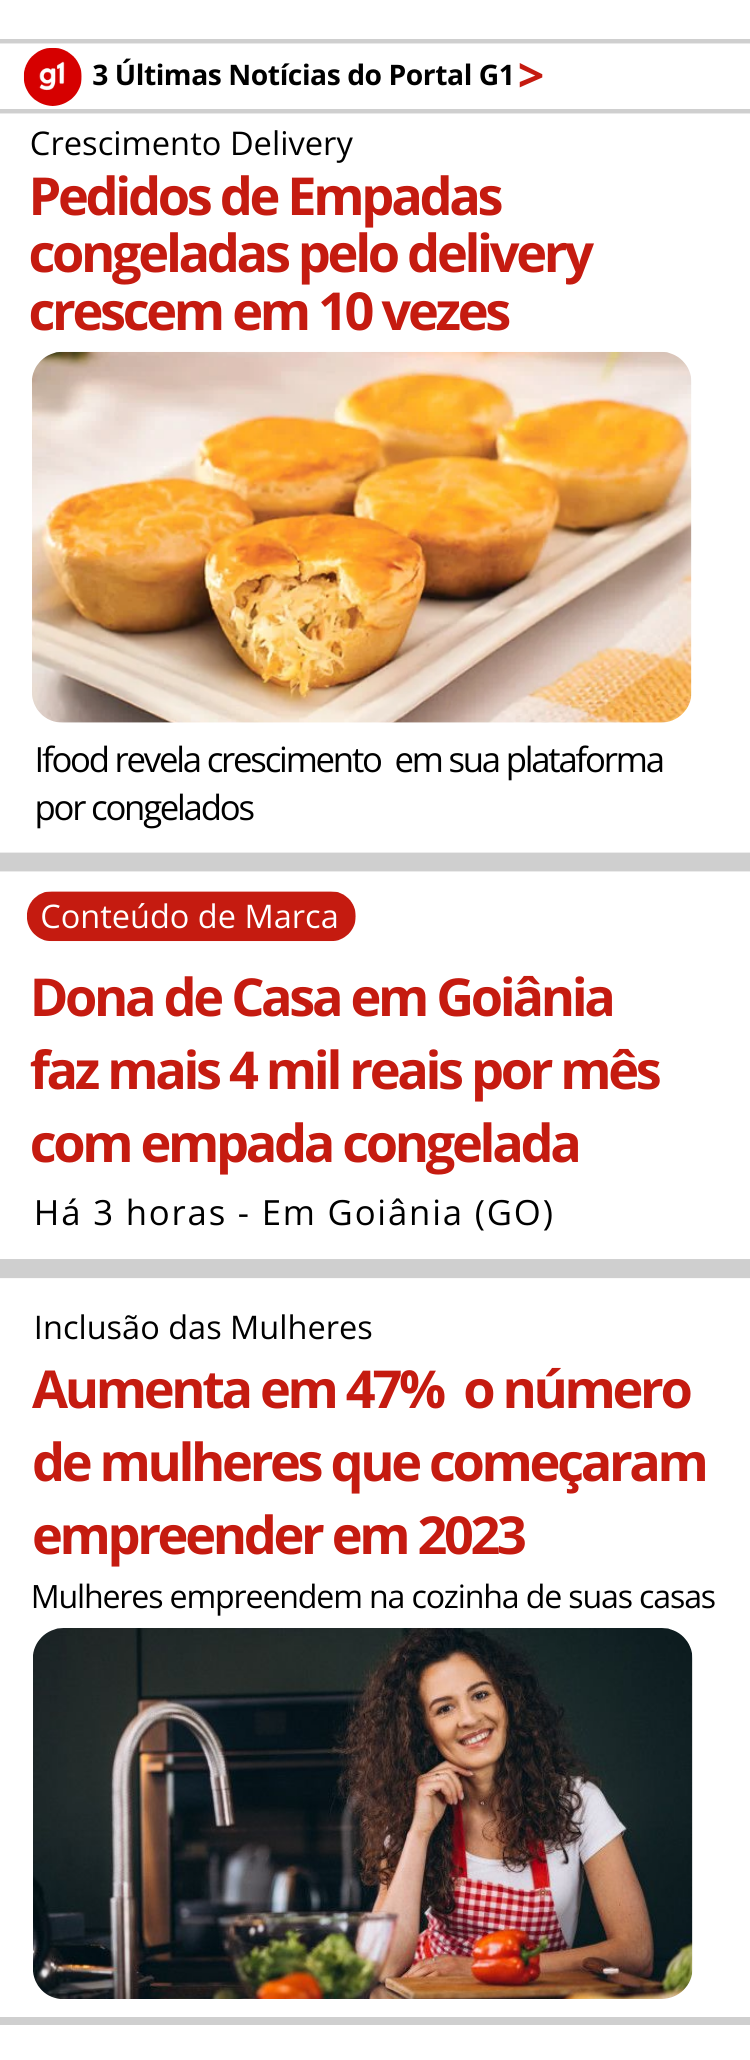 g1 3 Últimas Notícias do Portal G1 >
Crescimento Delivery
Pedidos de Empadas
congeladas pelo delivery
crescem em 10 vezes
Ifood revela crescimento em sua plataforma
por congelados
Conteúdo de Marca
Dona de Casa em Goiânia
faz mais 4 mil reais por mês
com empada congelada
Há 3 horas - Em Goiânia (GO)
Inclusão das Mulheres
Aumenta em 47% o número
de mulheres que começaram
empreender em 2023
Mulheres empreendem na cozinha de suas casas